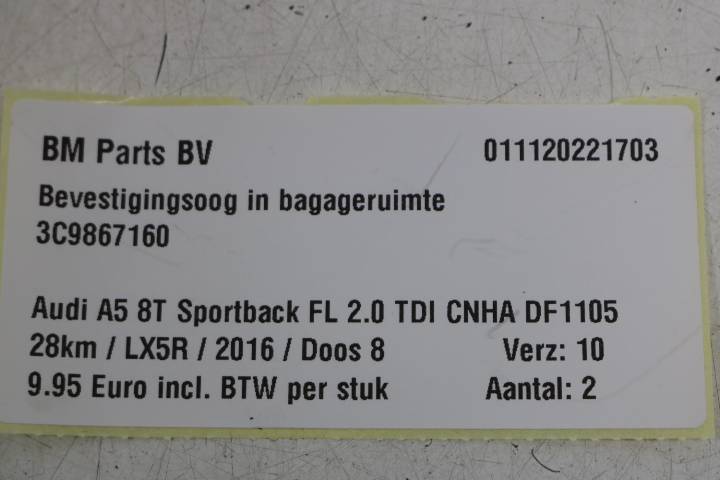 BM Parts BV 011120221703
Bevestigingsoog in bagageruimte
3C9867160
Audi A5 8T Sportback FL 2.0 TDI CNHA DF1105
28km / LX5R / 2016 / Doos 8 Verz: 10
9.95 Euro incl. BTW per stuk Aantal: 2